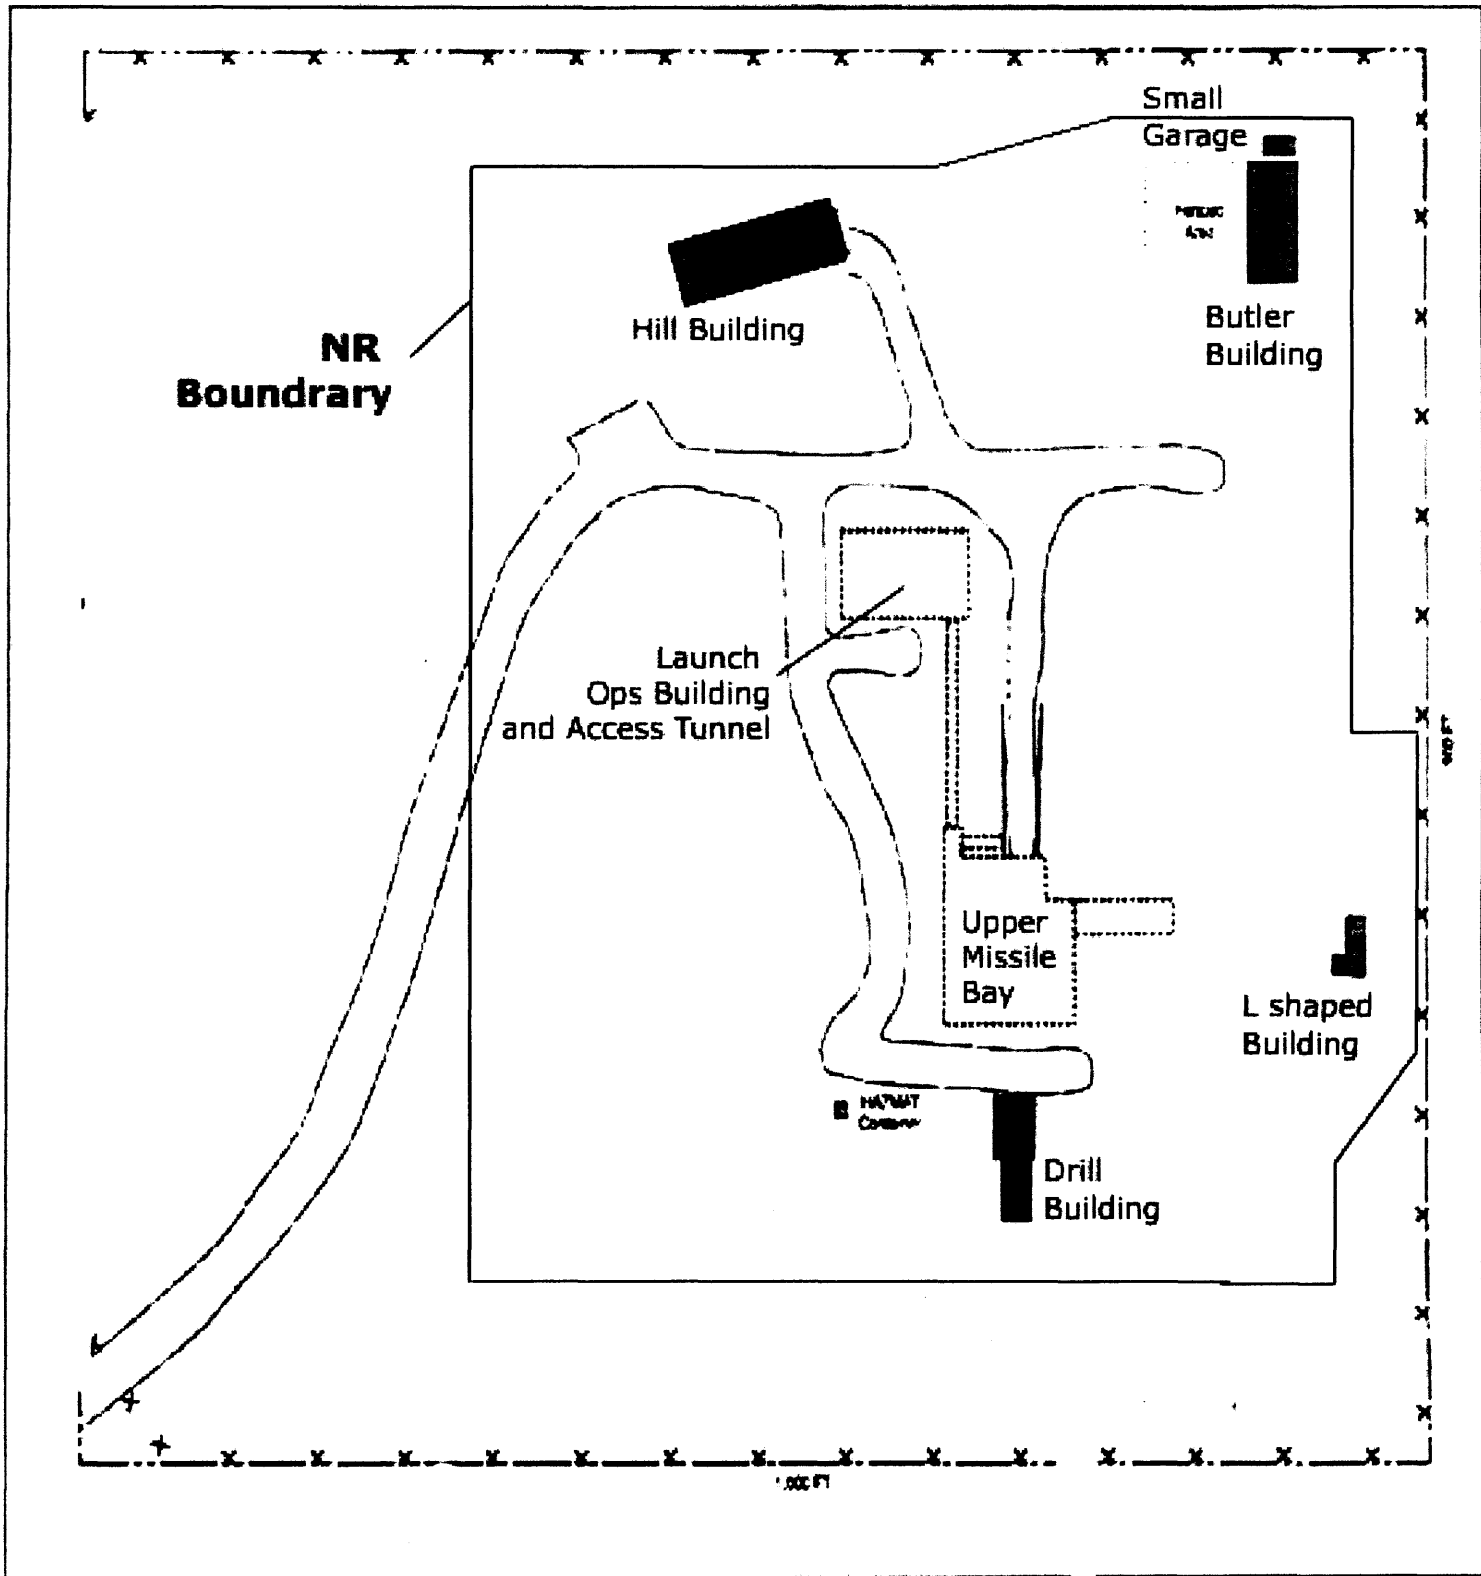 Small
Garage
Hill Building
Butler
Building
NR
Boundrary
Launch
Ops Building
and Access Tunnel
Upper
Missile
Bay
L shaped
Building
Drill
Building